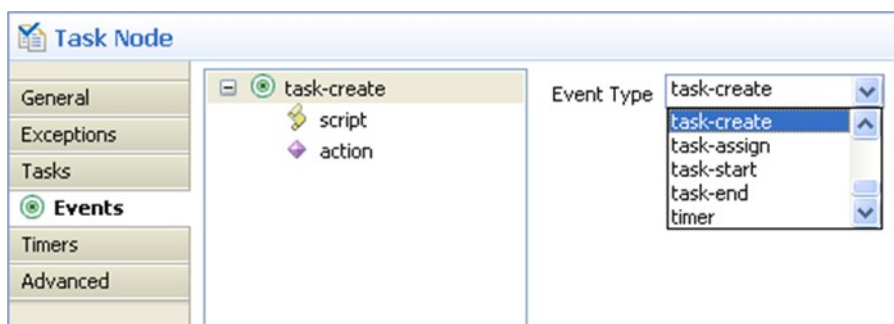 Task Node
General
Exceptions
Tasks
Events
Timers
Advanced
task-create
script
action
Event Type task-create
task-create
task-assign
task-start
task-end
timer